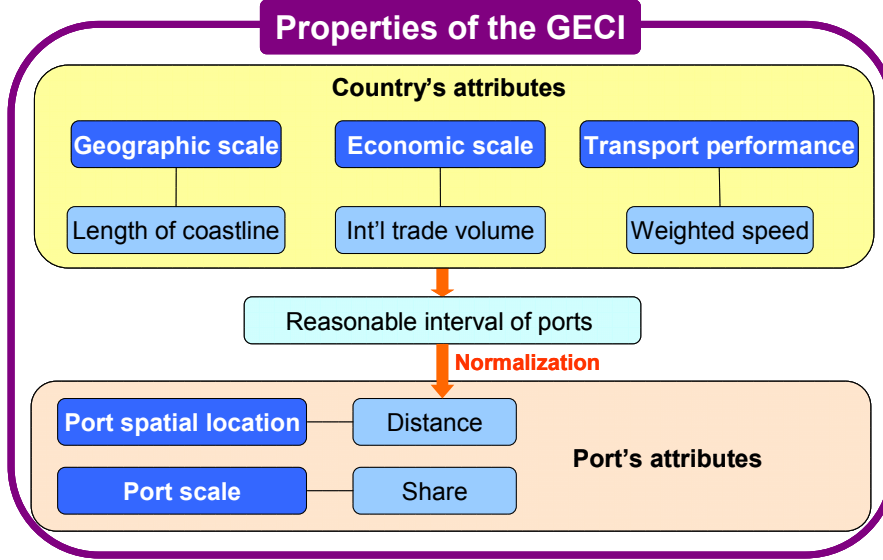 Properties of the GECI
Country's attributes
Geographic scale
Economic scale
Transport performance
Length of coastline
Int'l trade volume
Weighted speed
Reasonable interval of ports
Normalization
Port spatial location
Distance
Port's attributes
Port scale
Share